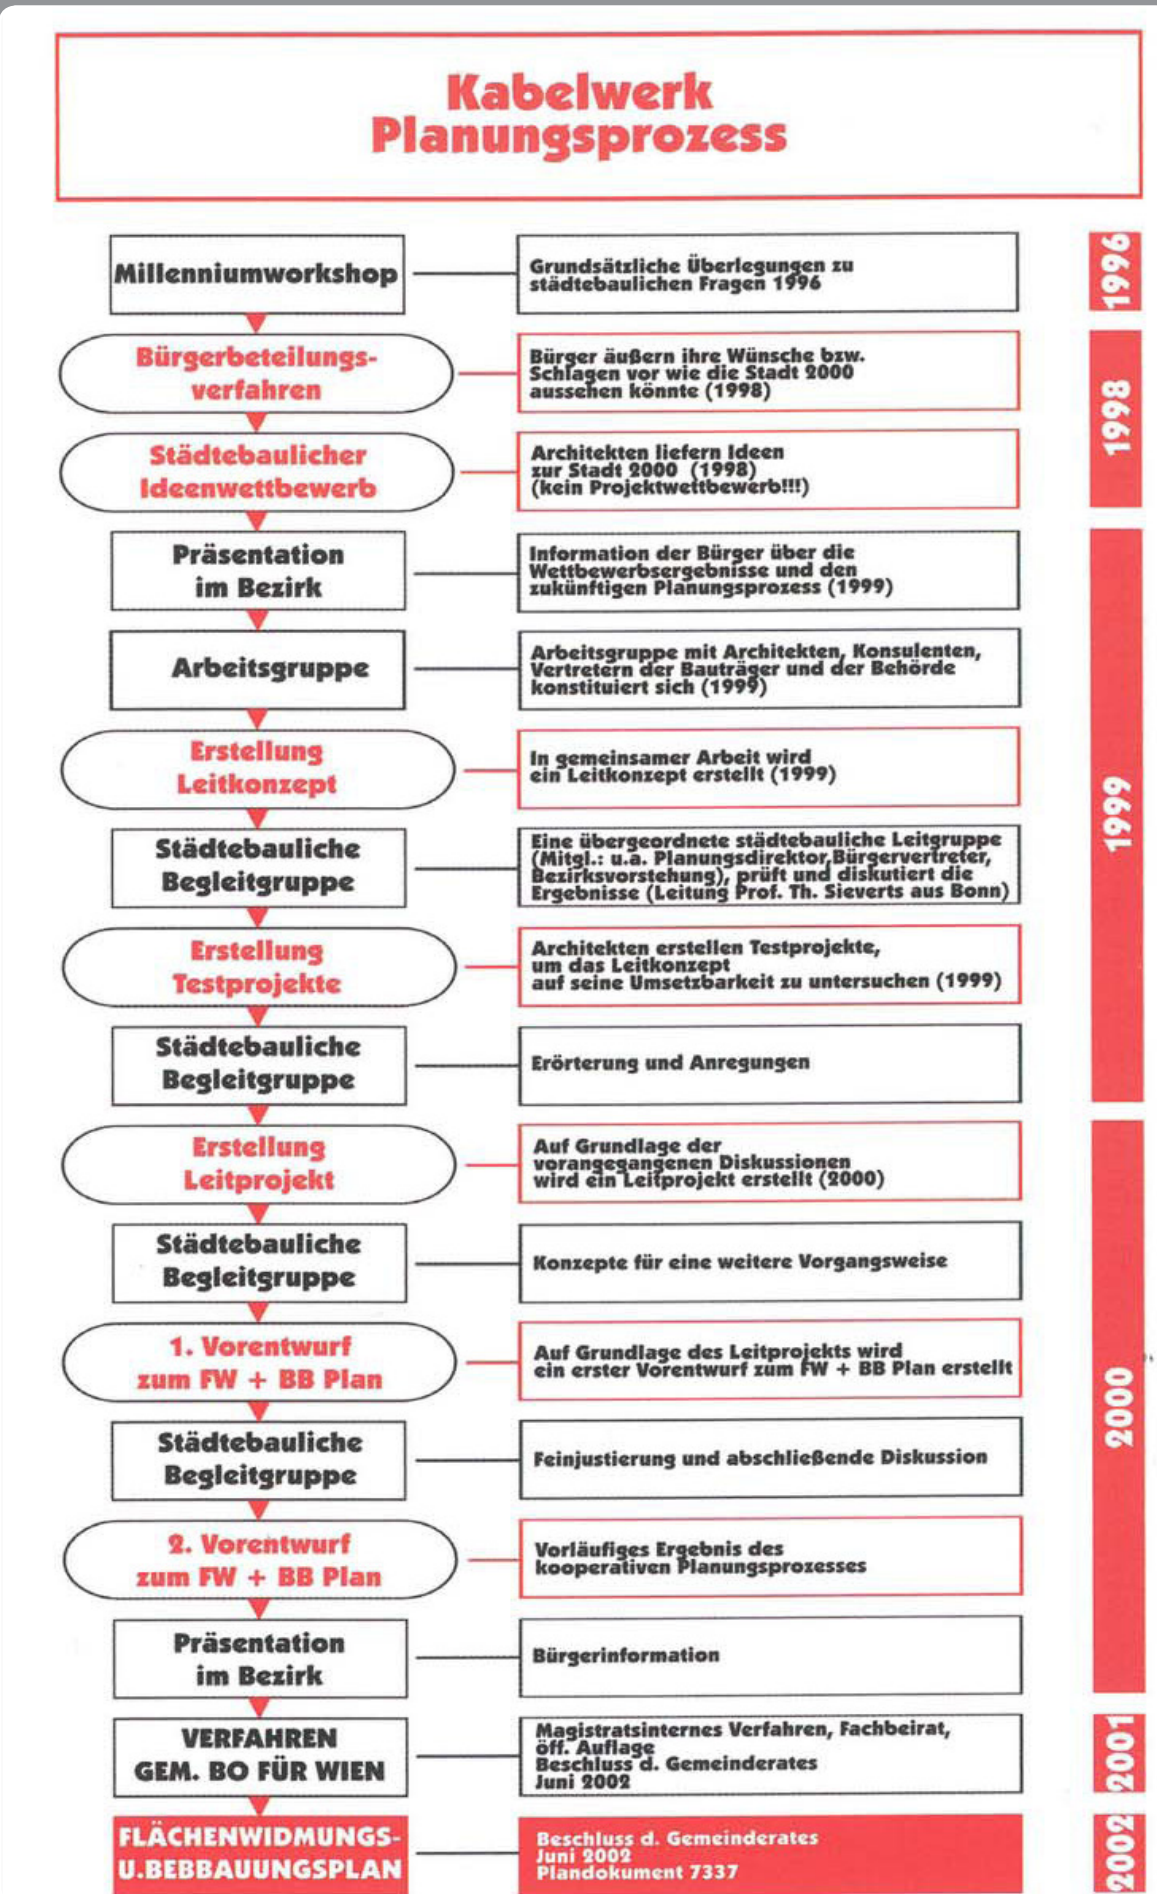 Kabelwerk
Planungsprozess
Millenniumworkshop
Grundsätzliche Überlegungen zu
städtebaulichen Fragen 1996
1996
Bürgerbeteilungs-
verfahren
Bürger äußern ihre Wünsche bzw.
Schlagen vor wie die Stadt 2000
aussehen könnte (1998)
1998
Städtebaulicher
Ideenwettbewerb
Architekten liefern Ideen
zur Stadt 2000 (1998)
(kein Projektwettbewerb!!!)
Präsentation
im Bezirk
Information der Bürger über die
Wettbewerbsergebnisse und den
zukünftigen Planungsprozess (1999)
Arbeitsgruppe
Arbeitsgruppe mit Architekten, Konsulenten,
Vertretern der Bauträger und der Behörde
konstituiert sich (1999)
Erstellung
Leitkonzept
In gemeinsamer Arbeit wird
ein Leitkonzept erstellt (1999)
1999
Städtebauliche
Begleitgruppe
Eine übergeordnete städtebauliche Leitgruppe
(Mitgl.: u.a. Planungsdirektor,Bürgervertreter,
Bezirksvorstehung), prüft und diskutiert die
Ergebnisse (Leitung Prof. Th. Sieverts aus Bonn)
Erstellung
Testprojekte
Architekten erstellen Testprojekte,
um das Leitkonzept
auf seine Umsetzbarkeit zu untersuchen (1999)
Städtebauliche
Begleitgruppe
Erörterung und Anregungen
Erstellung
Leitprojekt
Auf Grundlage der
vorangegangenen Diskussionen
wird ein Leitprojekt erstellt (2000)
Städtebauliche
Begleitgruppe
Konzepte für eine weitere Vorgangsweise
1. Vorentwurf
zum FW + BB Plan
Auf Grundlage des Leitprojekts wird
ein erster Vorentwurf zum FW + BB Plan erstellt
2000
Städtebauliche
Begleitgruppe
Feinjustierung und abschließende Diskussion
2. Vorentwurf
zum FW + BB Plan
Vorläufiges Ergebnis des
kooperativen Planungsprozesses
Präsentation
im Bezirk
Bürgerinformation
VERFAHREN
GEM. BO FÜR WIEN
Magistratsinternes Verfahren, Fachbeirat,
öff. Auflage
Beschluss d. Gemeinderates
Juni 2002
2001
FLÄCHENWIDMUNGS-
U.BEBBAUUNGSPLAN
Beschluss d. Gemeinderates
Juni 2002
Plandokument 7337
2002